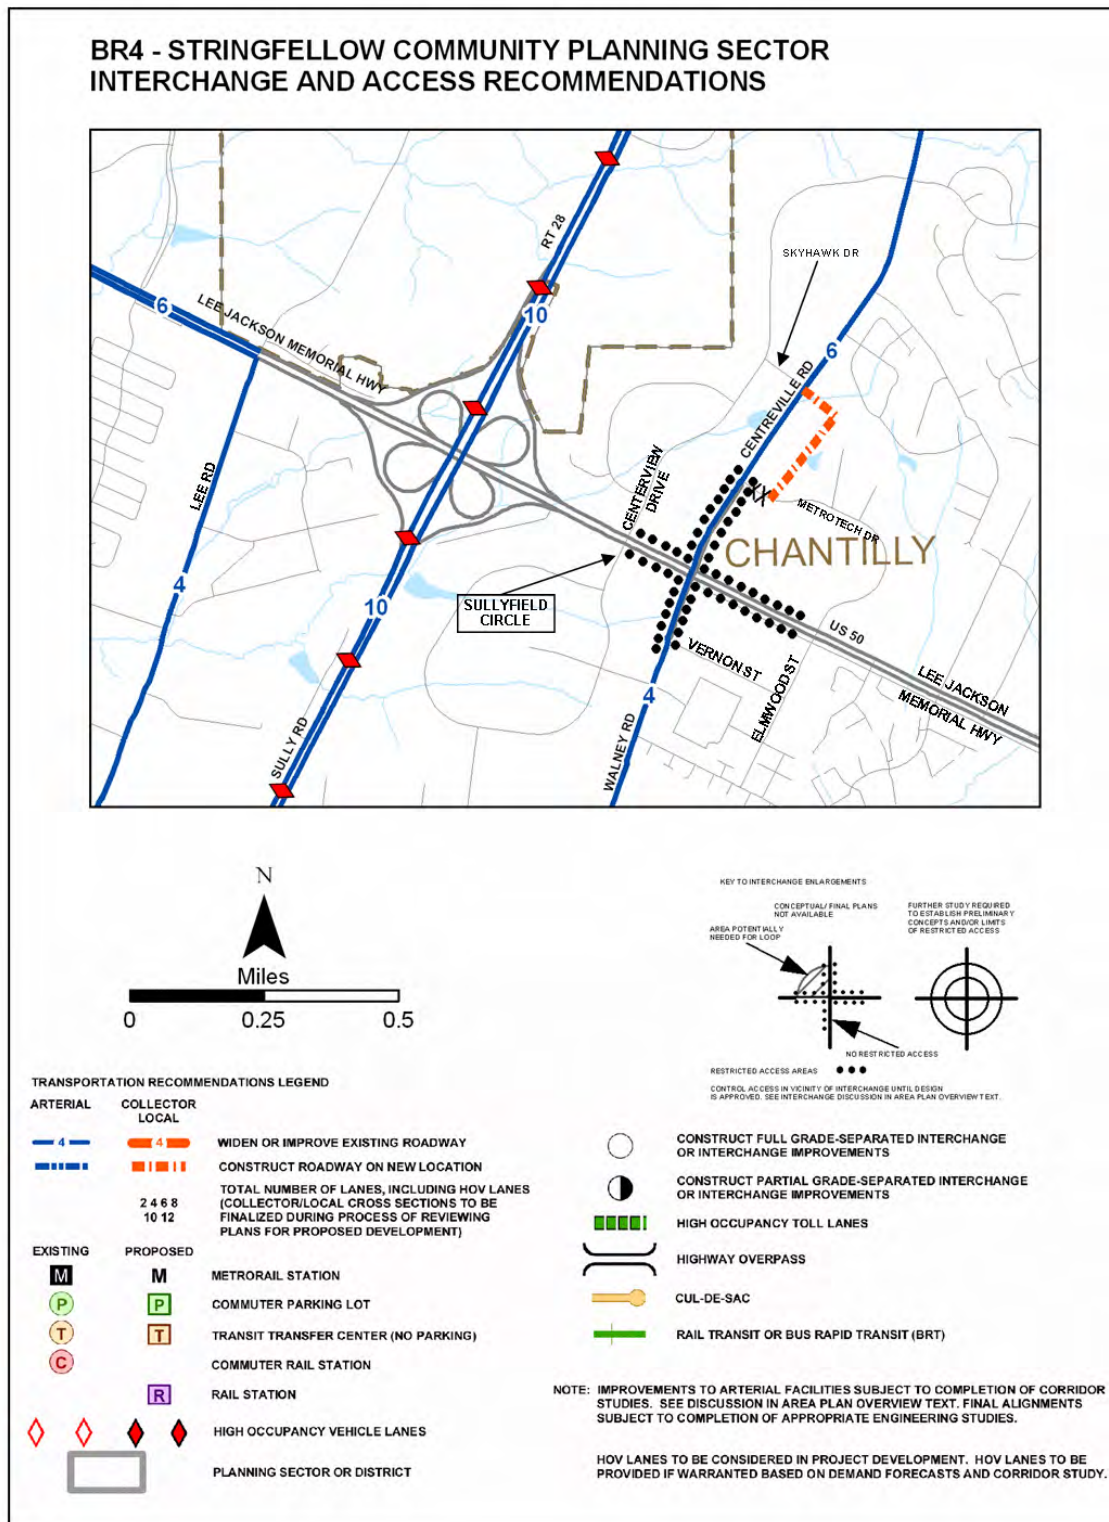 BR4 - STRINGFELLOW COMMUNITY PLANNING SECTOR
INTERCHANGE AND ACCESS RECOMMENDATIONS
RT 28
SKYHAWK DR
6
LEE JACKSON MEMORIAL HWY
10
6
CENTREVILLE RD
LEE RD
CENTERVIEW
DRIVE
METROTECH DR
CHANTILLY
4
10
SULLYFIELD
CIRCLE
US 50
VERNON ST
ELMWOOD ST
LEE JACKSON
MEMORIAL HWY
4
SULLY RD
WALNEY RD
N
Miles
0 0.25 0.5
KEY TO INTERCHANGE ENLARGEMENTS
CONCEPTUAL/ FINAL PLANS
NOT AVAILABLE
FURTHER STUDY REQUIRED
TO ESTABLISH PRELIMINARY
CONCEPTS AND/OR LIMITS
OF RESTRICTED ACCESS
AREA POTENTIALLY
NEEDED FOR LOOP
NO RESTRICTED ACCESS
RESTRICTED ACCESS AREAS
CONTROL ACCESS IN VICINITY OF INTERCHANGE UNTIL DESIGN
IS APPROVED. SEE INTERCHANGE DISCUSSION IN AREA PLAN OVERVIEW TEXT.
TRANSPORTATION RECOMMENDATIONS LEGEND
ARTERIAL
COLLECTOR
LOCAL
4 4 WIDEN OR IMPROVE EXISTING ROADWAY
CONSTRUCT ROADWAY ON NEW LOCATION
2 4 6 8
10 12
TOTAL NUMBER OF LANES, INCLUDING HOV LANES
(COLLECTOR/LOCAL CROSS SECTIONS TO BE
FINALIZED DURING PROCESS OF REVIEWING
PLANS FOR PROPOSED DEVELOPMENT)
EXISTING PROPOSED
M M METRORAIL STATION
P P COMMUTER PARKING LOT
T T TRANSIT TRANSFER CENTER (NO PARKING)
C COMMUTER RAIL STATION
R RAIL STATION
HIGH OCCUPANCY VEHICLE LANES
PLANNING SECTOR OR DISTRICT
CONSTRUCT FULL GRADE-SEPARATED INTERCHANGE
OR INTERCHANGE IMPROVEMENTS
CONSTRUCT PARTIAL GRADE-SEPARATED INTERCHANGE
OR INTERCHANGE IMPROVEMENTS
HIGH OCCUPANCY TOLL LANES
HIGHWAY OVERPASS
CUL-DE-SAC
RAIL TRANSIT OR BUS RAPID TRANSIT (BRT)
NOTE: IMPROVEMENTS TO ARTERIAL FACILITIES SUBJECT TO COMPLETION OF CORRIDOR
STUDIES. SEE DISCUSSION IN AREA PLAN OVERVIEW TEXT. FINAL ALIGNMENTS
SUBJECT TO COMPLETION OF APPROPRIATE ENGINEERING STUDIES.
HOV LANES TO BE CONSIDERED IN PROJECT DEVELOPMENT. HOV LANES TO BE
PROVIDED IF WARRANTED BASED ON DEMAND FORECASTS AND CORRIDOR STUDY.